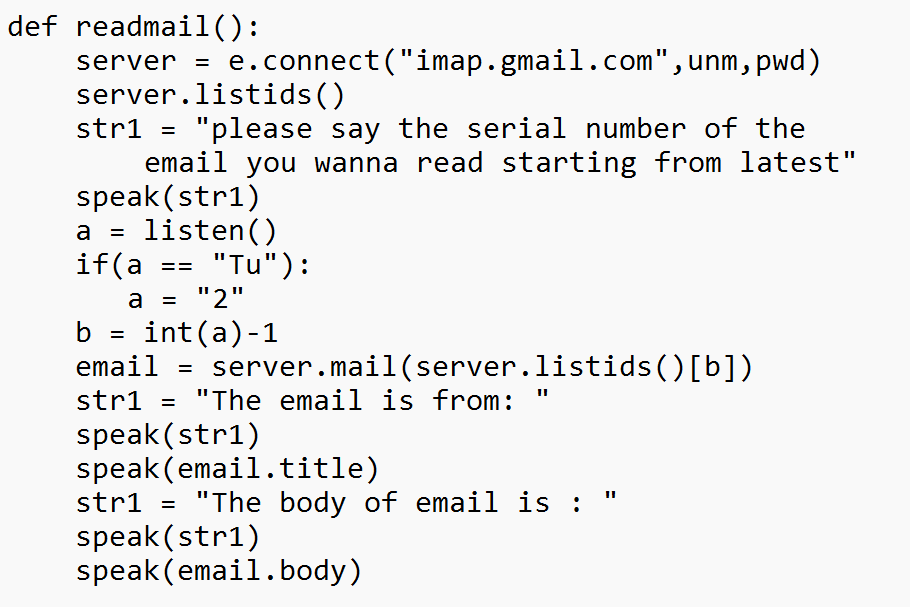 def readmail():
    server = e.connect("imap.gmail.com",unm,pwd)
    server.listids()
    str1 = "please say the serial number of the
        email you wanna read starting from latest"
    speak(str1)
    a = listen()
    if(a == "Tu"):
       a = "2"
    b = int(a)-1
    email = server.mail(server.listids()[b])
    str1 = "The email is from: "
    speak(str1)
    speak(email.title)
    str1 = "The body of email is : "
    speak(str1)
    speak(email.body)